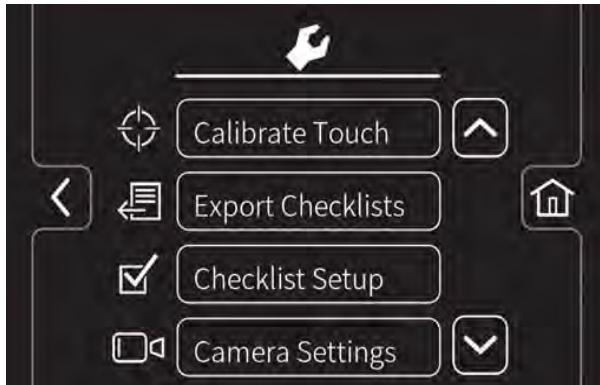 Calibrate Touch
Export Checklists
Checklist Setup
Camera Settings